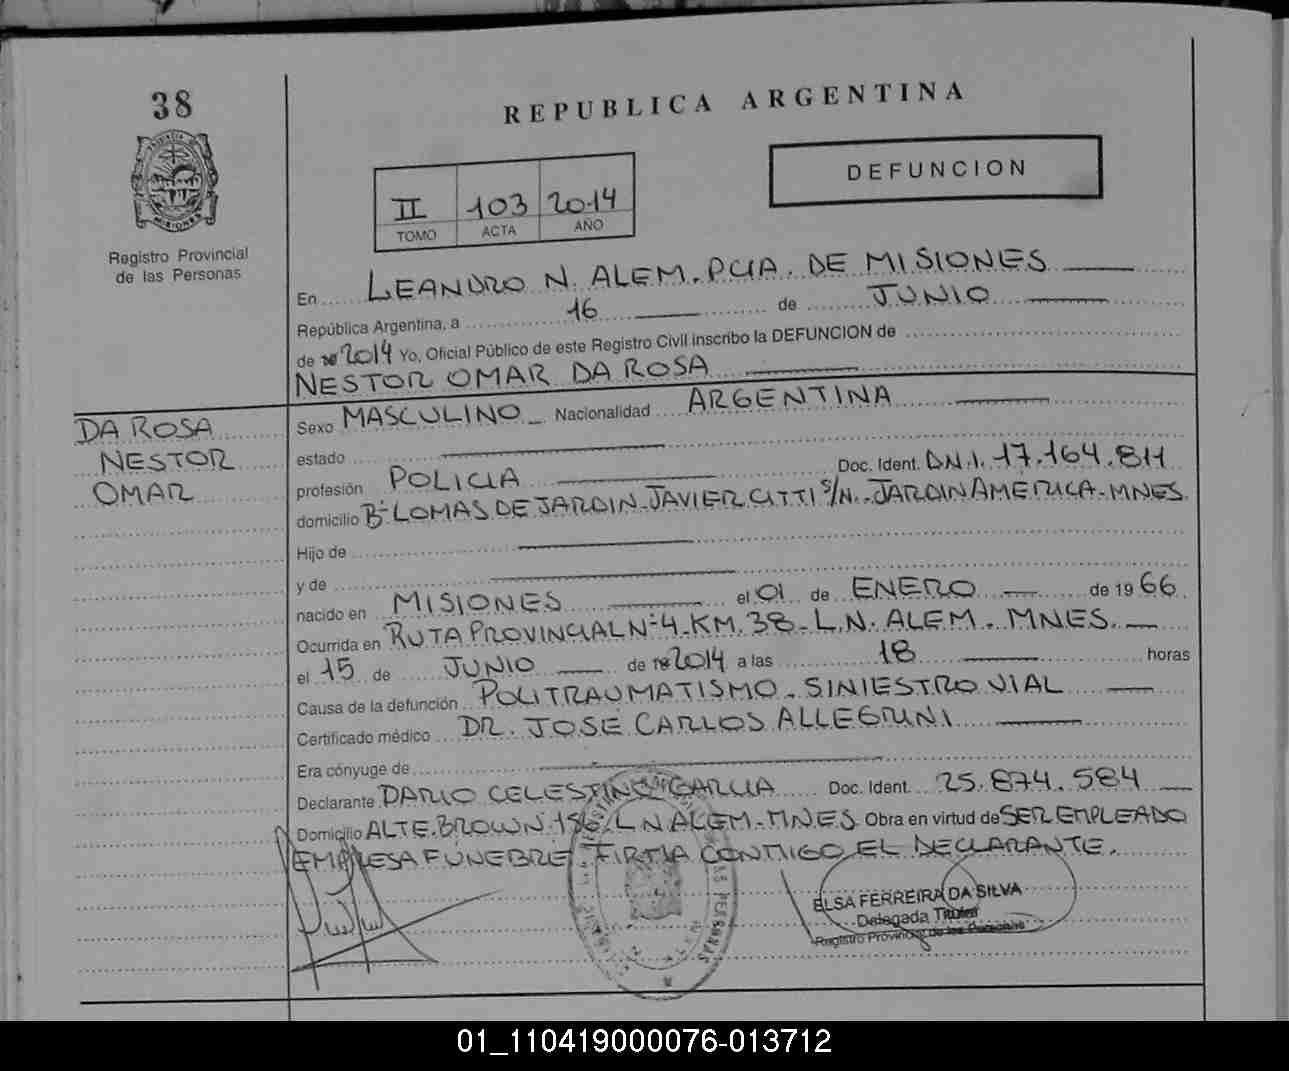 38
REPUBLICA ARGENTINA
DEFUNCION
II 103 2014
TOMO ACTA AÑO
MISIONES
Registro Provincial
de las Personas
En LEANDRO N. ALEM. PCIA. DE MISIONES
República Argentina, a 16 de JUNIO
de 2014 Yo, Oficial Público de este Registro Civil inscribo la DEFUNCION de
NESTOR OMAR DA ROSA
DA ROSA
NESTOR
OMAR
Sexo MASCULINO Nacionalidad ARGENTINA
estado
profesión POLICIA Doc. Ident. D.N.I. 17.164.811
domicilio Bº LOMAS DE JARDIN-JAVIER CITTI S/N.-JARDIN AMERICA-MNES.
Hijo de
y de
nacido en MISIONES el 01 de ENERO de 1966
Ocurrida en RUTA PROVINCIAL Nº 4-KM. 38-L.N. ALEM. MNES.
el 15 de JUNIO de 2014 a las 18 horas
Causa de la defunción POLITRAUMATISMO-SINIESTRO VIAL
Certificado médico DR. JOSE CARLOS ALLEGRINI
Era cónyuge de
Declarante DARIO CELESTINO GARCIA Doc. Ident. 25.874.584
Domicilio ALTE. BROWN 156-L N ALEM-MNES. Obra en virtud de SER EMPLEADO
EMPRESA FUNEBRE. FIRMA CONMIGO EL DECLARANTE.
ELSA FERREIRA DA SILVA
Delegada Titular
Registro Provincial de las Personas
01_110419000076-013712